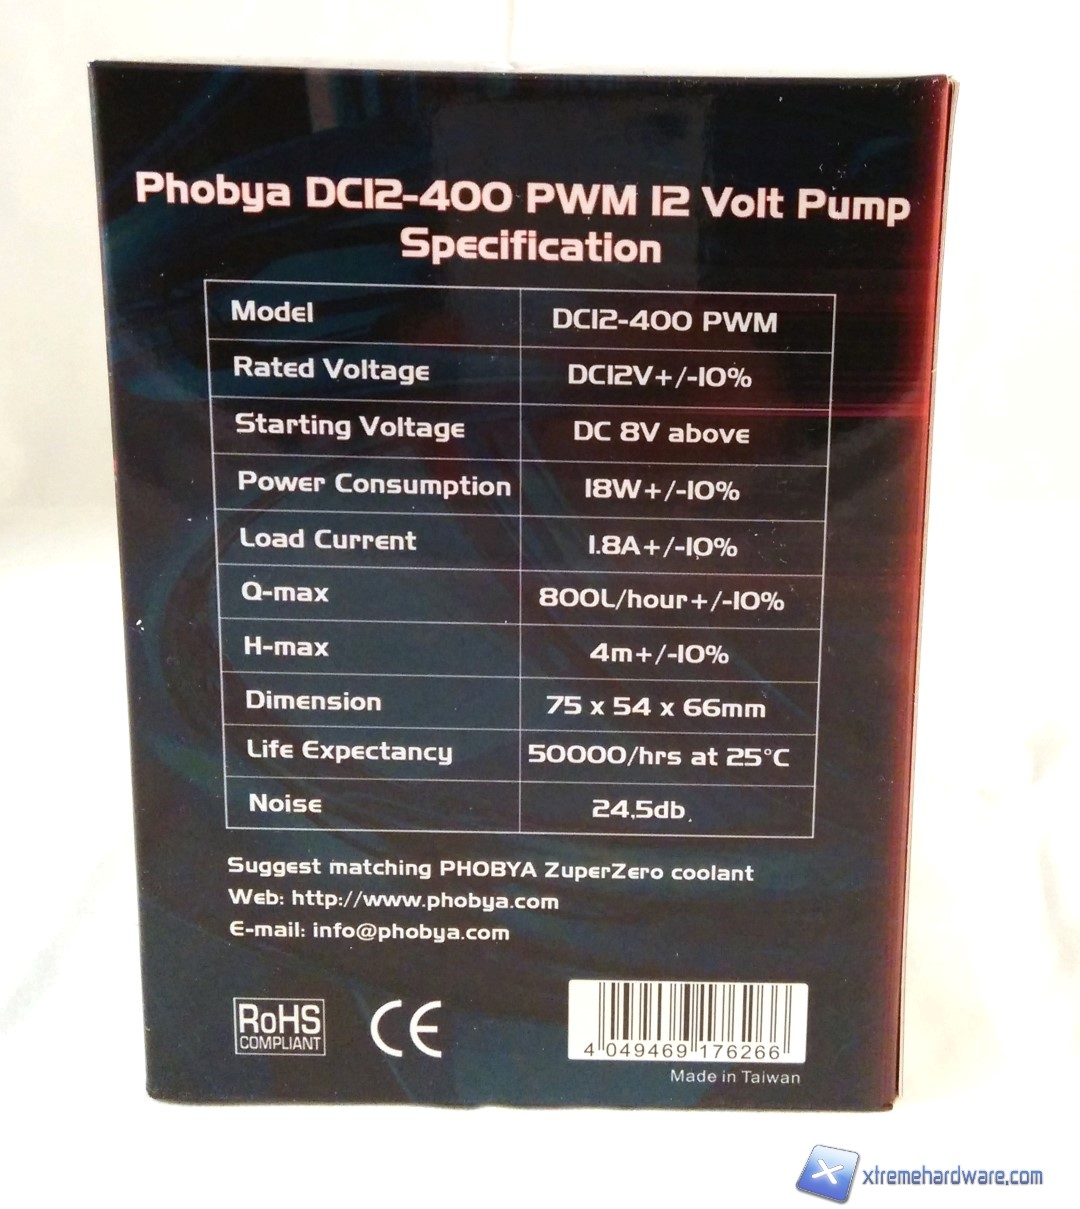 Phobya DC12-400 PWM 12 Volt Pump
Specification
Model DC12-400 PWM
Rated Voltage DC12V+/-10%
Starting Voltage DC 8V above
Power Consumption 18W+/-10%
Load Current 1.8A+/-10%
Q-max 800L/hour+/-10%
H-max 4m+/-10%
Dimension 75 x 54 x 66mm
Life Expectancy 50000/hrs at 25°C
Noise 24.5db.
Suggest matching PHOBYA ZuperZero coolant
Web: http://www.phobya.com
E-mail: info@phobya.com
RoHS
COMPLIANT
CE
4 049469 176266
Made in Taiwan
xtremehardware.com